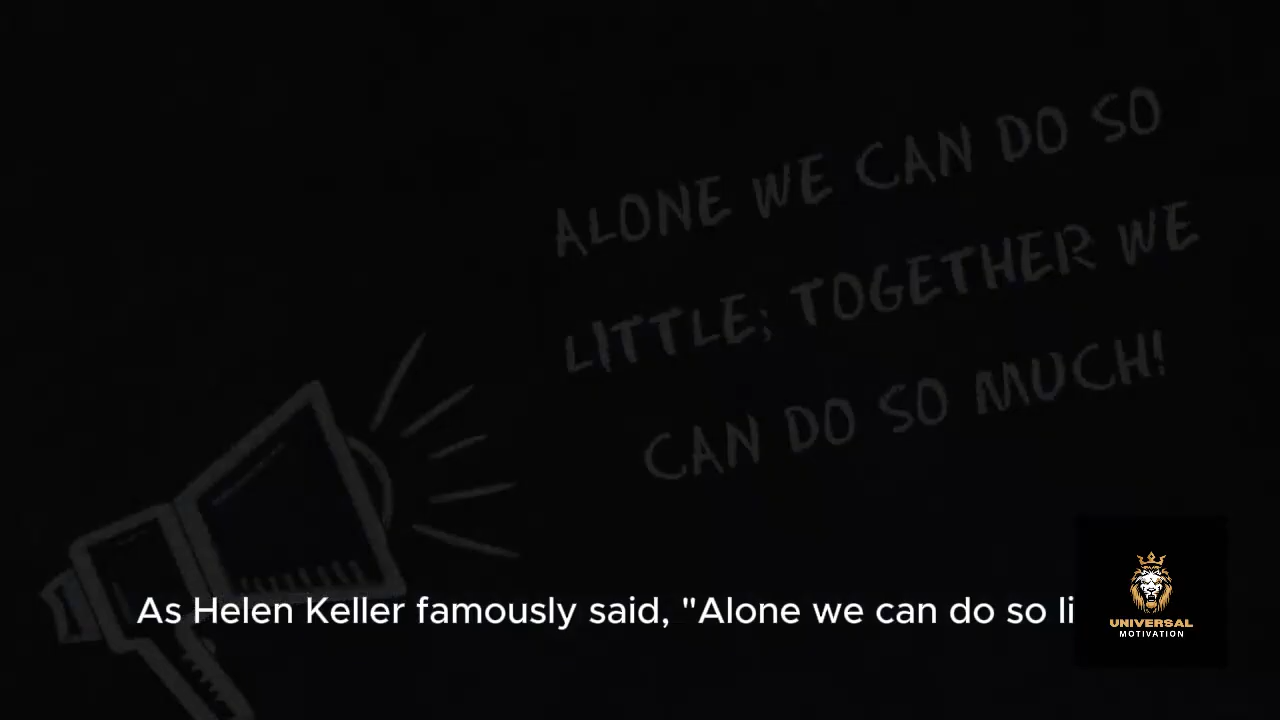 ALONE WE CAN DO SO
LITTLE; TOGETHER WE
CAN DO SO MUCH!
As Helen Keller famously said, "Alone we can do so li
UNIVERSAL
MOTIVATION